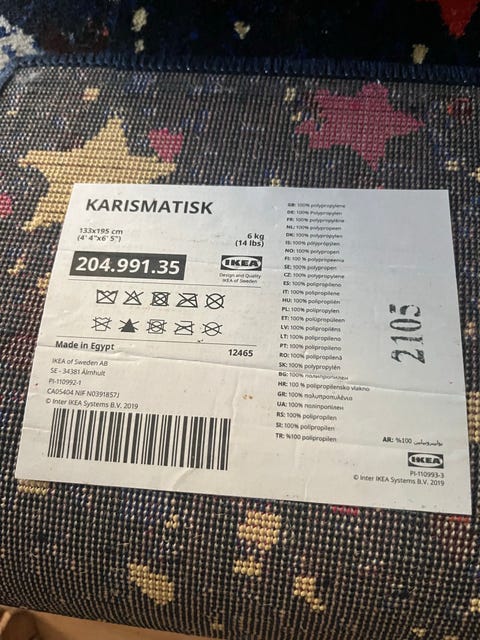 KARISMATISK
133x195 cm
(4' 4"x6' 5")
6 kg
(14 lbs)
204.991.35
IKEA
Design and Quality
IKEA of Sweden
Made in Egypt
12465
IKEA of Sweden AB
SE - 34381 Älmhult
PI-110992-1
CA05404 NIF N0391857J
© Inter IKEA Systems B.V. 2019
GB: 100% polypropylene
DE: 100% Polypropylen
FR: 100% polypropylène
NL: 100% polypropeen
DK: 100% polypropylen
IS: 100% pólýprópýlen
NO: 100% polypropen
FI: 100 % polypropeenia
SE: 100% polypropen
CZ: 100% polypropylene
ES: 100% polipropileno
IT: 100% polipropilene
HU: 100% polipropilén
PL: 100% polipropylen
ET: 100% polüpropüleen
LV: 100% polipropilēns
LT: 100% polipropilenas
PT: 100% polipropileno
RO: 100% polipropilenă
SK: 100% polypropylén
BG: 100% полипропилен
HR: 100 % polipropilensko vlakno
GR: 100% πολυπροπυλένιο
UA: 100% поліпропілен
RS: 100% polipropilen
SI: 100% polipropilen
TR: %100 polipropilen
AR: %100 بوليبروبيلين
2105
IKEA
PI-110993-3
© Inter IKEA Systems B.V. 2019